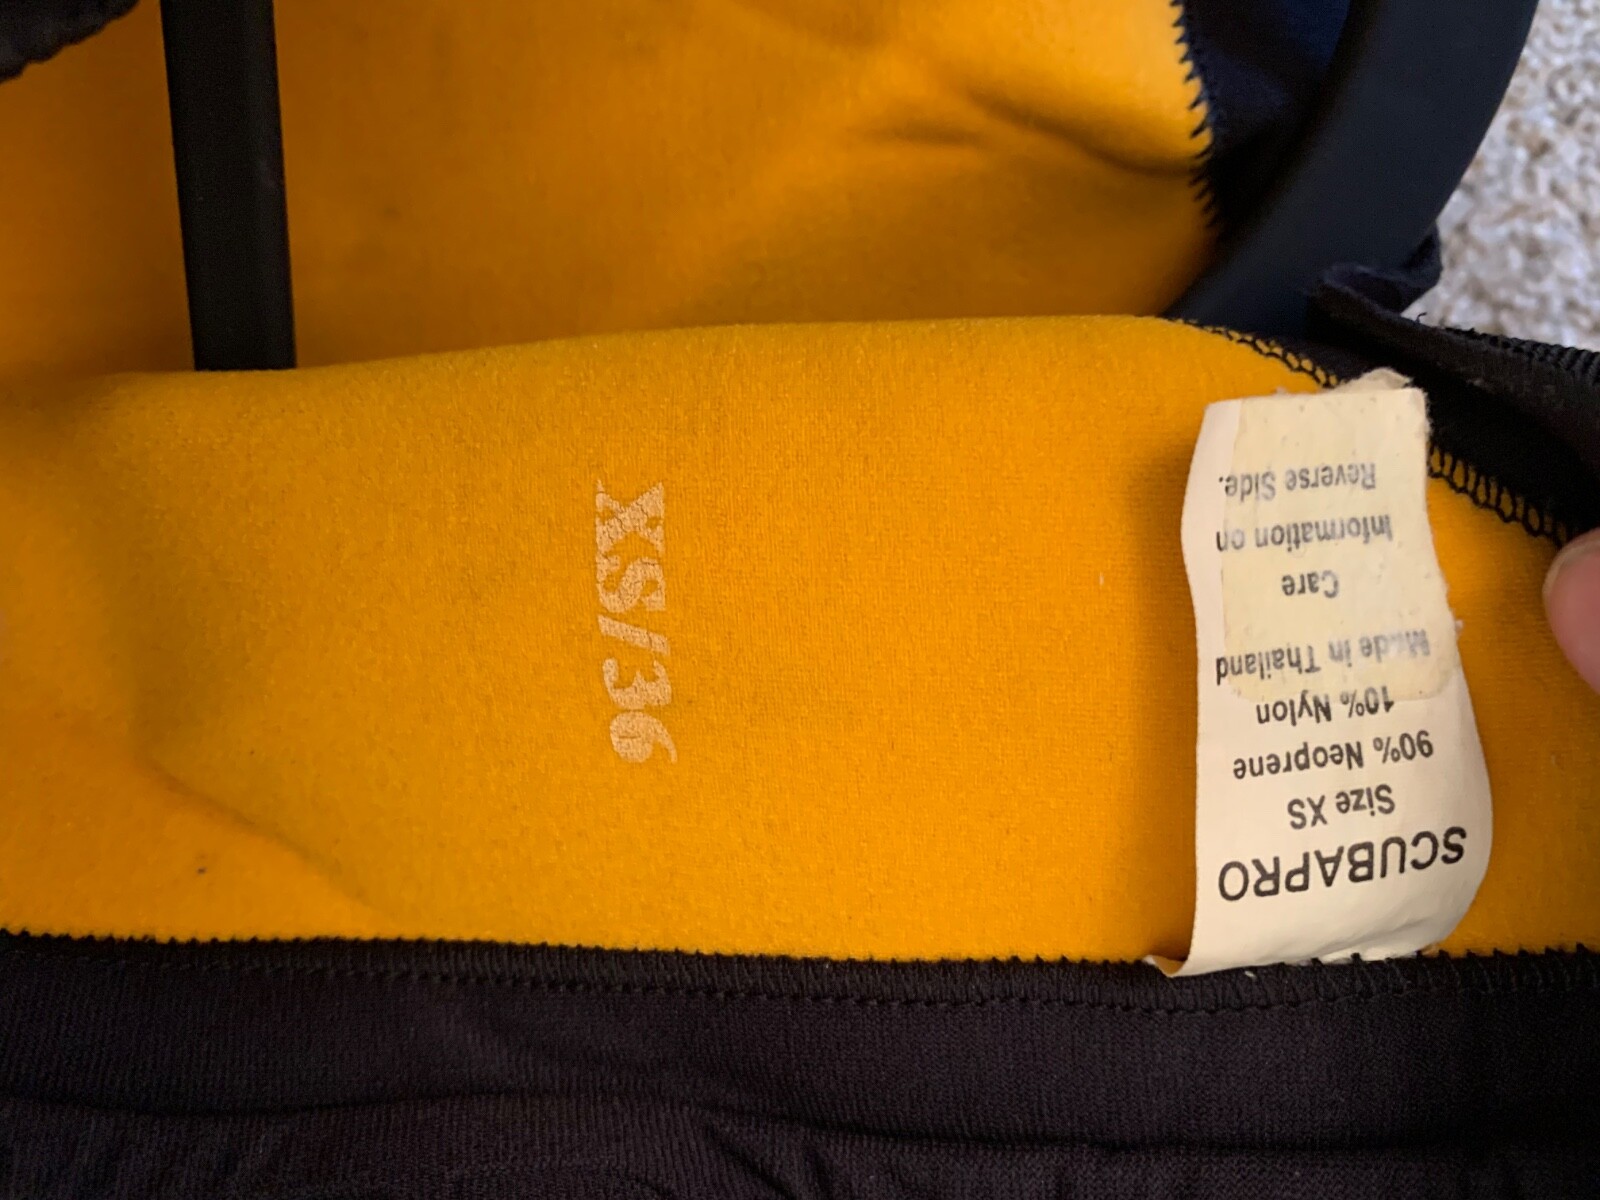 XS/36
SCUBAPRO
Size XS
90% Neoprene
10% Nylon
Made in Thailand
Care
Information on
Reverse Side.